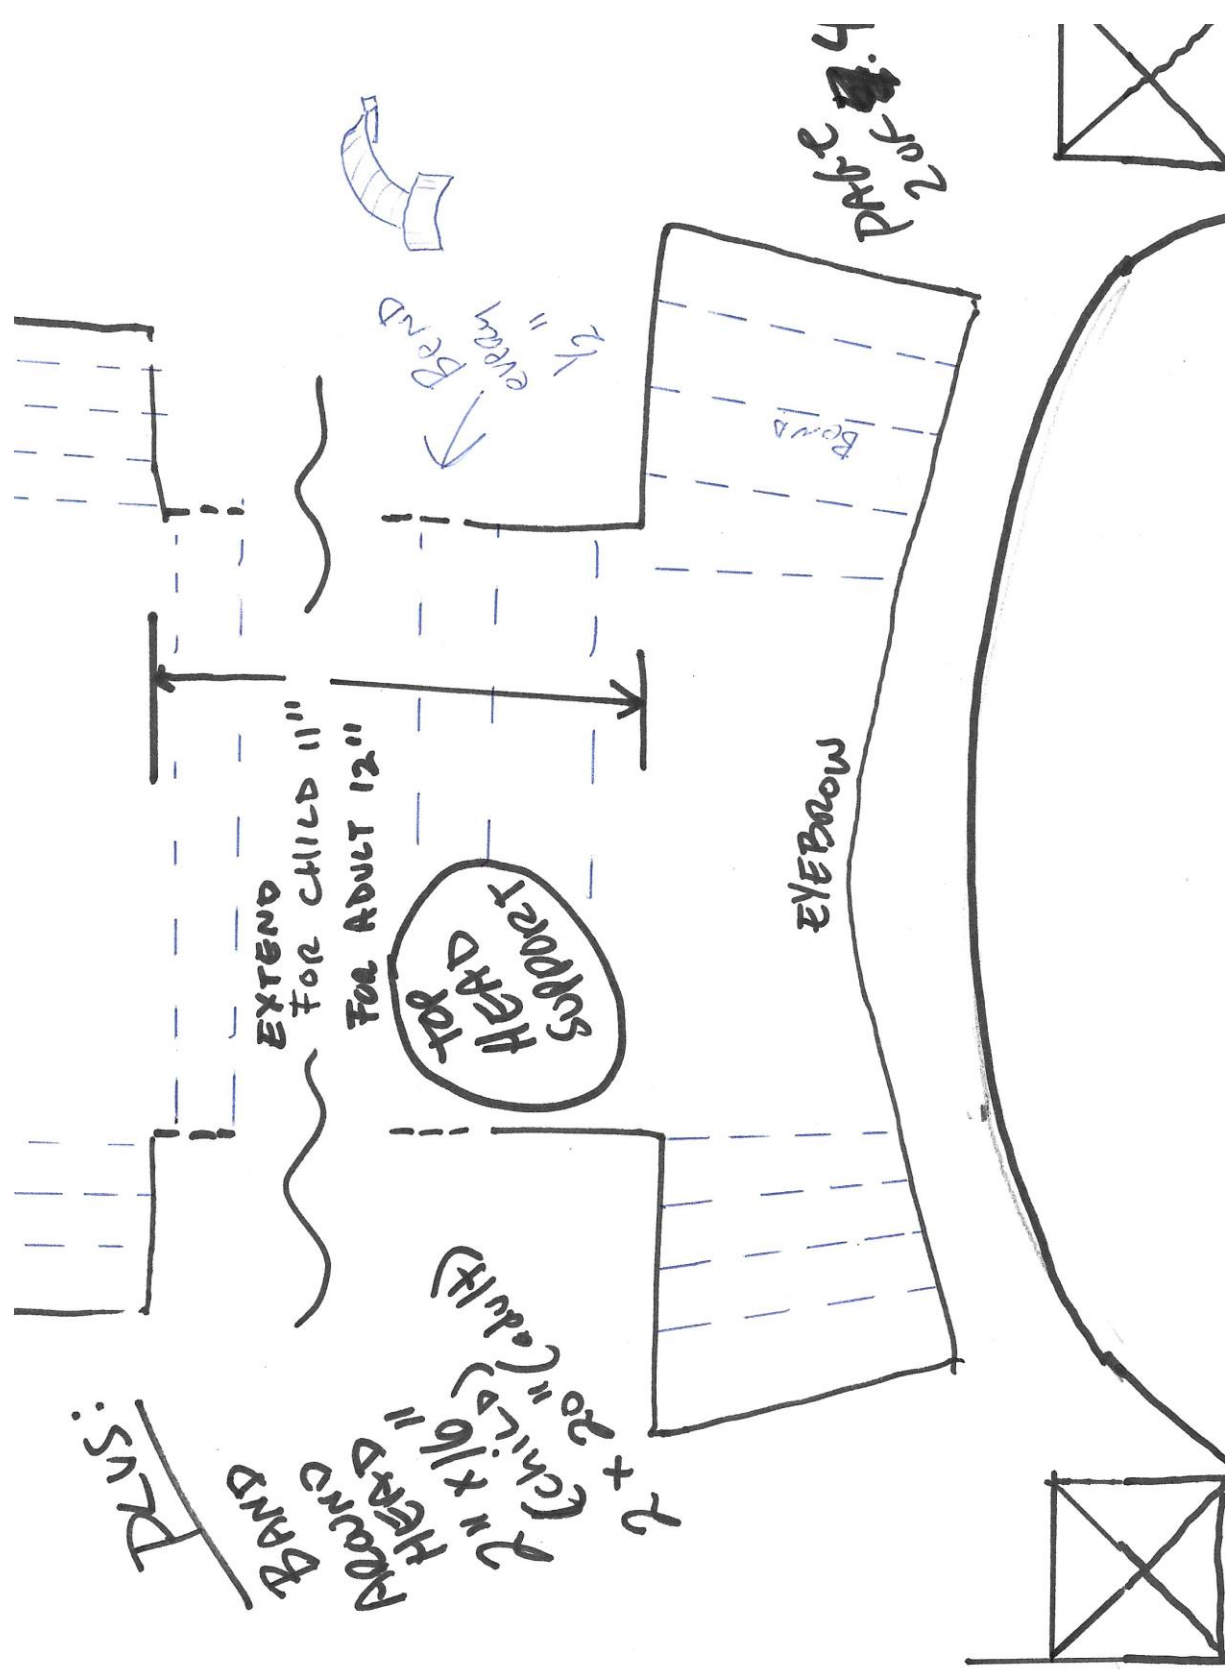 PAGE
2 of 4
BEND
every
1/2 "
BEND
EXTEND
FOR CHILD 11"
FOR ADULT 12"
TOP
HEAD
SUPPORT
EYEBROW
PLUS:
BAND
AROUND
HEAD
2" x 16"
(CHILD)
2 + 20" (adult)